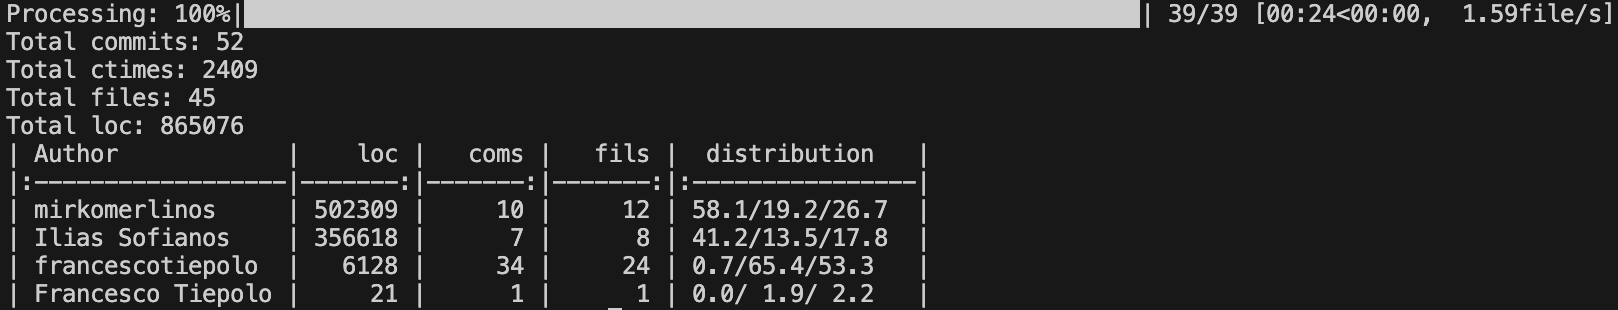 Processing: 100%| | 39/39 [00:24<00:00,  1.59file/s]
Total commits: 52
Total ctimes: 2409
Total files: 45
Total loc: 865076
| Author            |    loc |   coms |   fils |  distribution   |
|:------------------|-------:|-------:|-------:|:----------------|
| mirkomerlinos     | 502309 |     10 |     12 | 58.1/19.2/26.7  |
| Ilias Sofianos    | 356618 |      7 |      8 | 41.2/13.5/17.8  |
| francescotiepolo  |   6128 |     34 |     24 | 0.7/65.4/53.3   |
| Francesco Tiepolo |     21 |      1 |      1 | 0.0/ 1.9/ 2.2   |